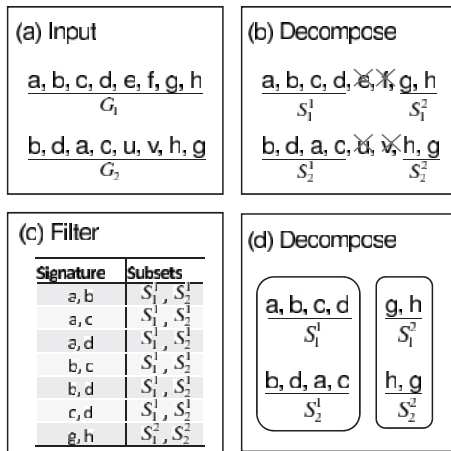 (a) Input
a, b, c, d, e, f, g, h
G₁
b, d, a, c, u, v, h, g
G₂
(b) Decompose
a, b, c, d, e, f, g, h
S₁¹ S₁²
b, d, a, c, u, v, h, g
S₂¹ S₂²
(c) Filter
Signature Subsets
a, b S₁¹ , S₂¹
a, c S₁¹ , S₂¹
a, d S₁¹ , S₂¹
b, c S₁¹ , S₂¹
b, d S₁¹ , S₂¹
c, d S₁¹ , S₂¹
g, h S₁² , S₂²
(d) Decompose
a, b, c, d g, h
S₁¹ S₁²
b, d, a, c h, g
S₂¹ S₂²